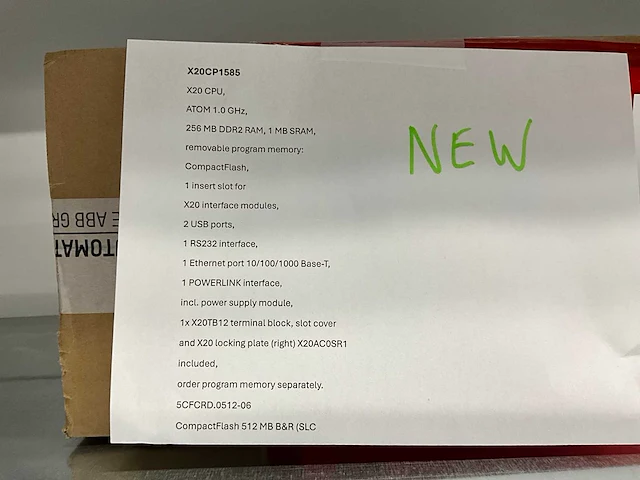 X20CP1585
X20 CPU,
ATOM 1.0 GHz,
256 MB DDR2 RAM, 1 MB SRAM,
removable program memory:
CompactFlash,
1 insert slot for
X20 interface modules,
2 USB ports,
1 RS232 interface,
1 Ethernet port 10/100/1000 Base-T,
1 POWERLINK interface,
incl. power supply module,
1x X20TB12 terminal block, slot cover
and X20 locking plate (right) X20AC0SR1
included,
order program memory separately.
5CFCRD.0512-06
CompactFlash 512 MB B&R (SLC
NEW
UTOMAT
E ABB GR